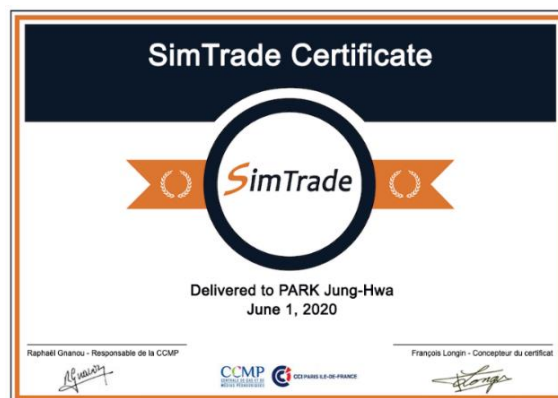 SimTrade Certificate
SimTrade
Delivered to PARK Jung-Hwa
June 1, 2020
Raphaël Gnanou - Responsable de la CCMP
François Longin - Concepteur du certificat
CCMP
CCI PARIS ILE-DE-FRANCE